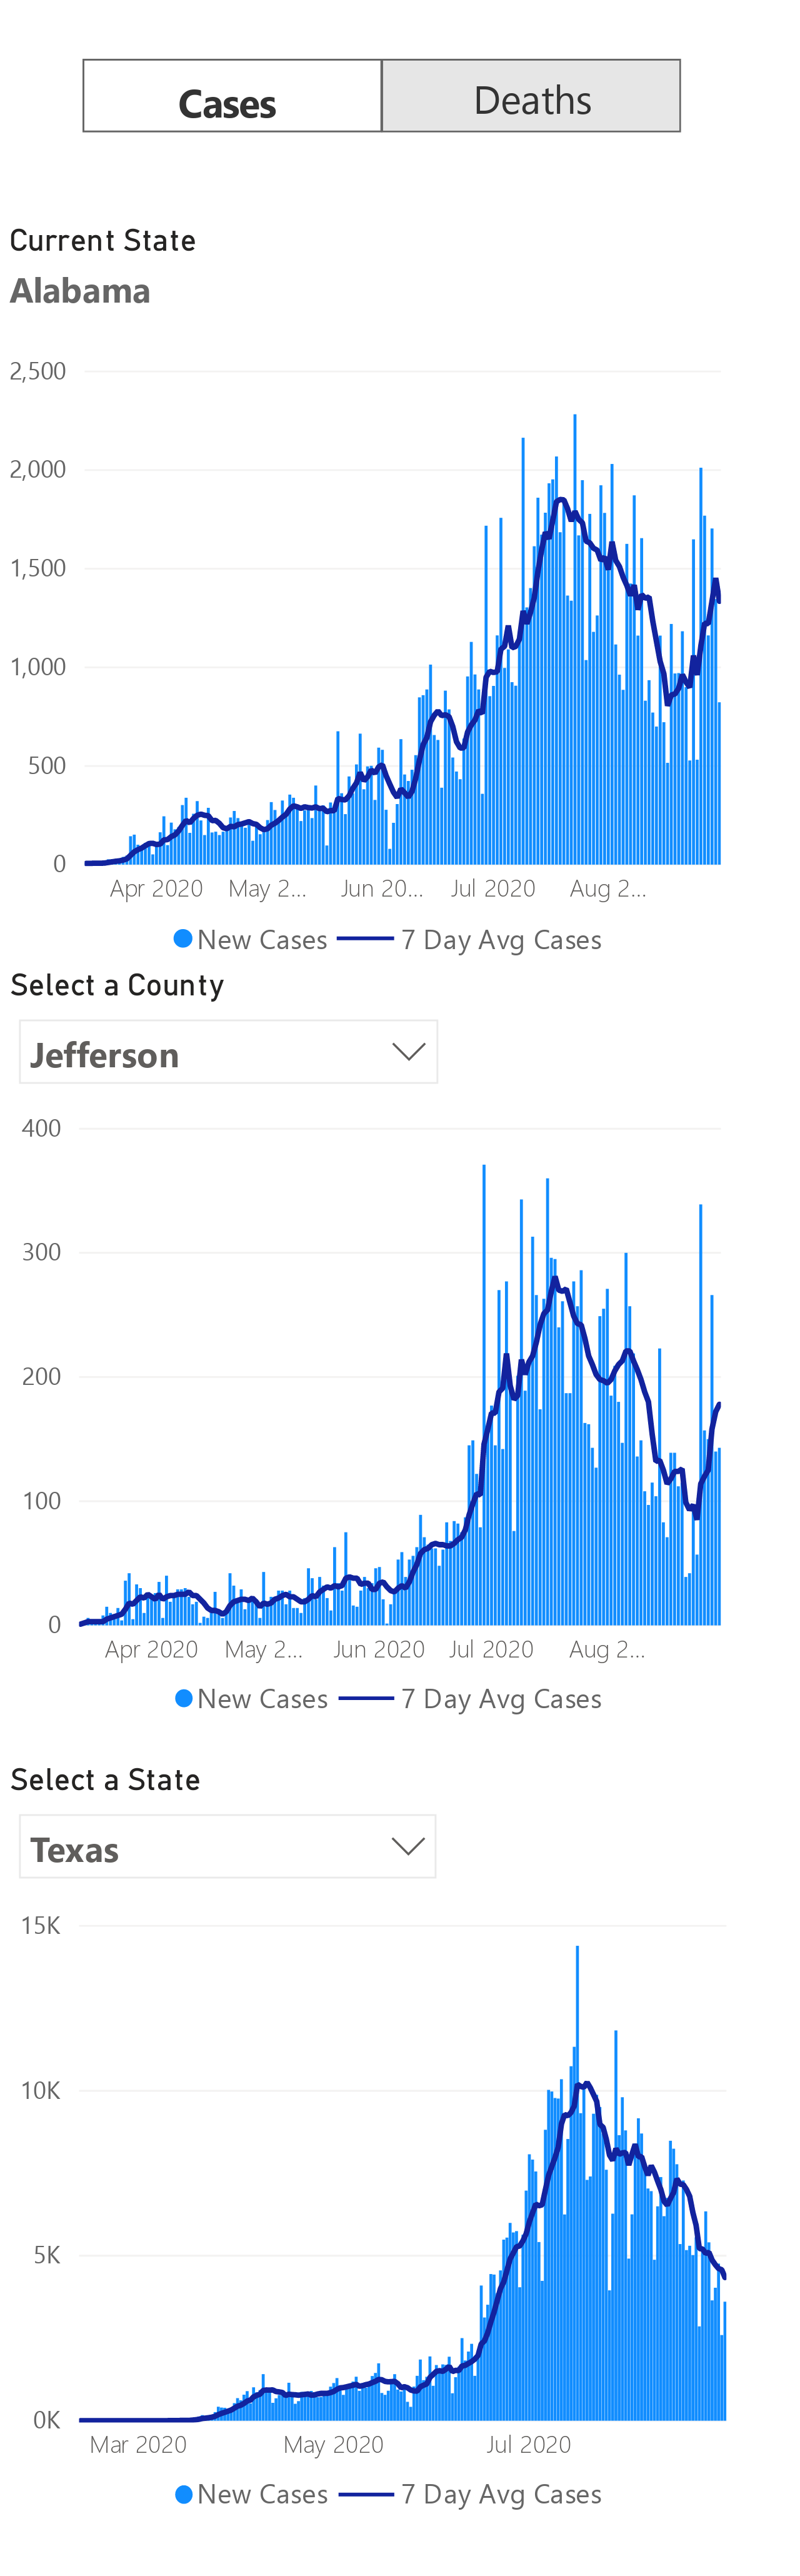 Cases Deaths
Current State
Alabama
2,500
2,000
1,500
1,000
500
0
Apr 2020 May 2... Jun 20... Jul 2020 Aug 2...
New Cases 7 Day Avg Cases
Select a County
Jefferson
400
300
200
100
0
Apr 2020 May 2... Jun 2020 Jul 2020 Aug 2...
New Cases 7 Day Avg Cases
Select a State
Texas
15K
10K
5K
0K
Mar 2020 May 2020 Jul 2020
New Cases 7 Day Avg Cases